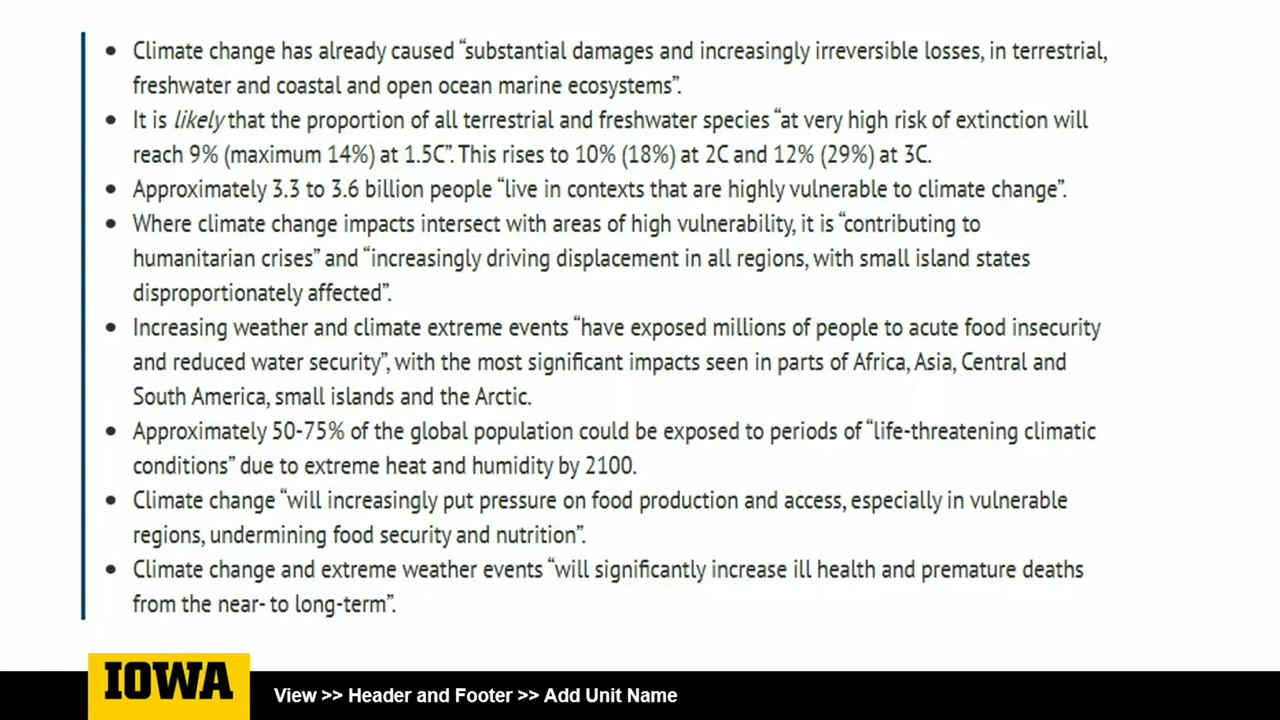 • Climate change has already caused “substantial damages and increasingly irreversible losses, in terrestrial,
freshwater and coastal and open ocean marine ecosystems”.
• It is likely that the proportion of all terrestrial and freshwater species “at very high risk of extinction will
reach 9% (maximum 14%) at 1.5C”. This rises to 10% (18%) at 2C and 12% (29%) at 3C.
• Approximately 3.3 to 3.6 billion people “live in contexts that are highly vulnerable to climate change”.
• Where climate change impacts intersect with areas of high vulnerability, it is “contributing to
humanitarian crises” and “increasingly driving displacement in all regions, with small island states
disproportionately affected”.
• Increasing weather and climate extreme events “have exposed millions of people to acute food insecurity
and reduced water security”, with the most significant impacts seen in parts of Africa, Asia, Central and
South America, small islands and the Arctic.
• Approximately 50-75% of the global population could be exposed to periods of “life-threatening climatic
conditions” due to extreme heat and humidity by 2100.
• Climate change “will increasingly put pressure on food production and access, especially in vulnerable
regions, undermining food security and nutrition”.
• Climate change and extreme weather events “will significantly increase ill health and premature deaths
from the near- to long-term”.
IOWA
View >> Header and Footer >> Add Unit Name